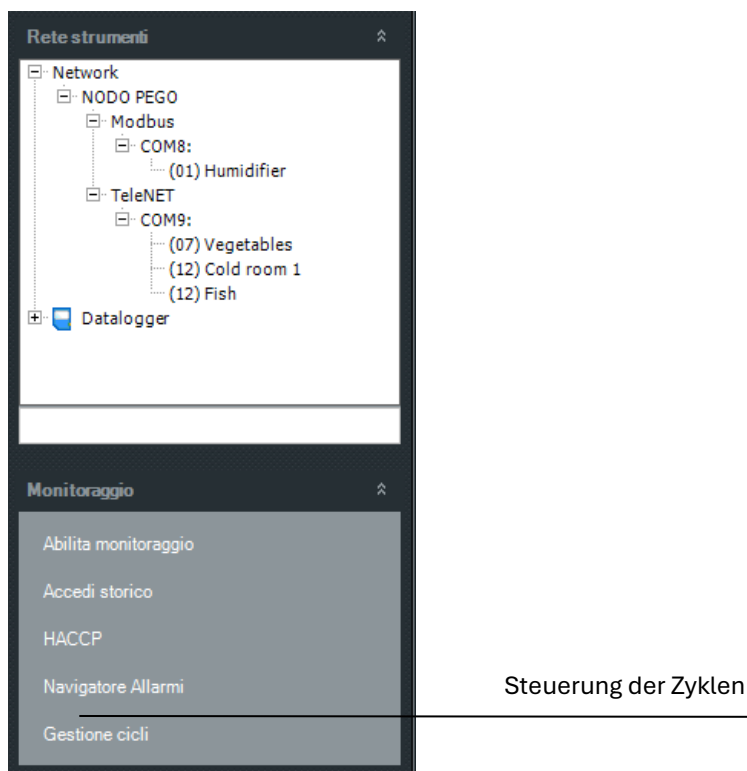 Rete strumenti
Network
NODO PEGO
Modbus
COM8:
(01) Humidifier
TeleNET
COM9:
(07) Vegetables
(12) Cold room 1
(12) Fish
Datalogger
Monitoraggio
Abilita monitoraggio
Accedi storico
HACCP
Navigatore Allarmi
Steuerung der Zyklen
Gestione cicli